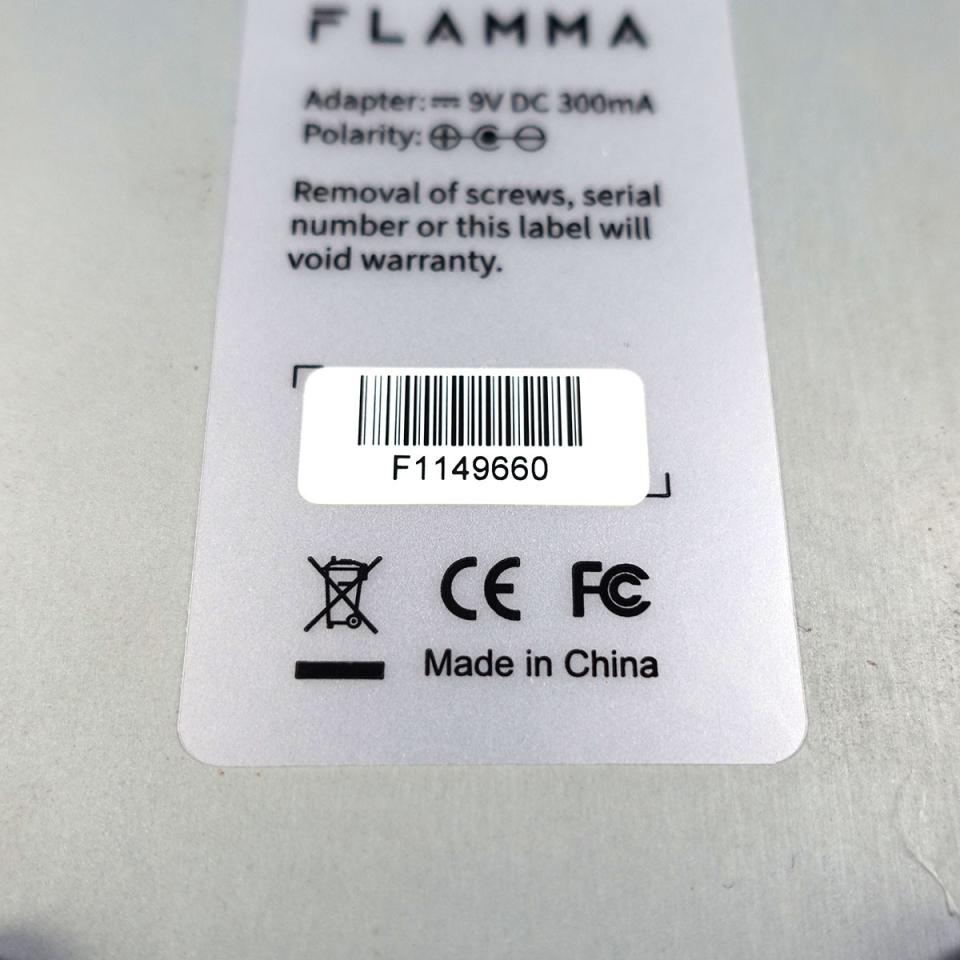 FLAMMA
Adapter: ⎓ 9V DC 300mA
Polarity:
Removal of screws, serial
number or this label will
void warranty.
F1149660
CE FC
Made in China